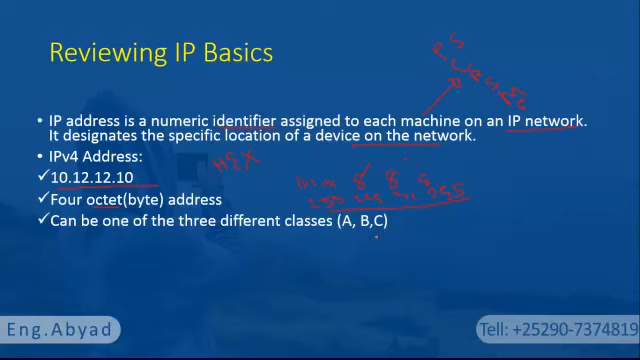 Reviewing IP Basics
• IP address is a numeric identifier assigned to each machine on an IP network.
It designates the specific location of a device on the network.
• IPv4 Address:
✓10.12.12.10
HEX
✓Four octet(byte) address
✓Can be one of the three different classes (A, B,C)
Eng.Abyad
Tell: +25290-7374819